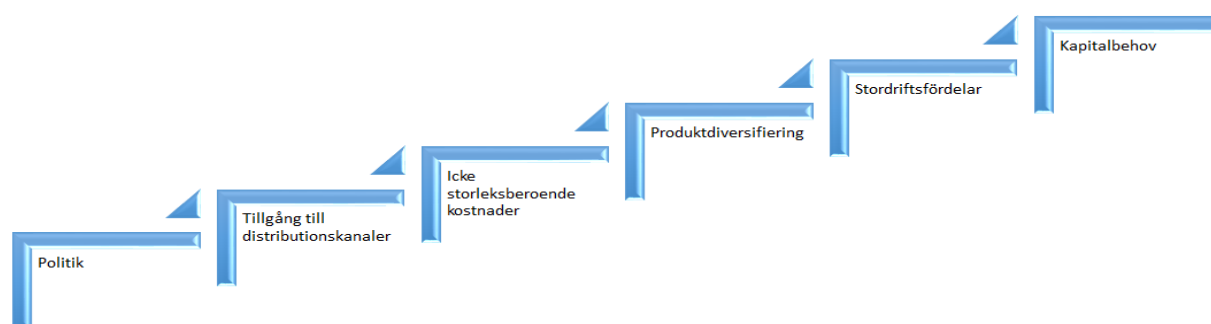 Politik
Tillgång till
distributionskanaler
Icke
storleksberoende
kostnader
Produktdiversifiering
Stordriftsfördelar
Kapitalbehov